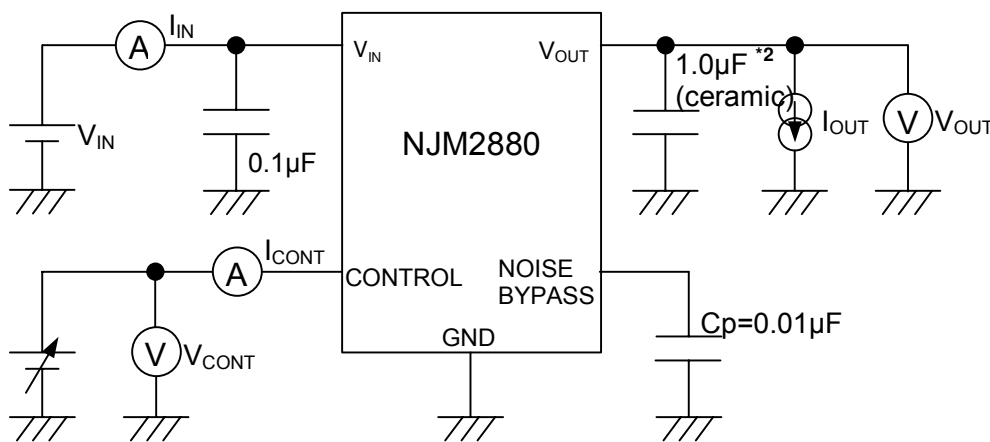 A I_IN
V_IN
0.1µF
V_IN
V_OUT
NJM2880
1.0µF *2
(ceramic)
I_OUT
V V_OUT
A I_CONT
V V_CONT
CONTROL
NOISE
BYPASS
GND
Cp=0.01µF